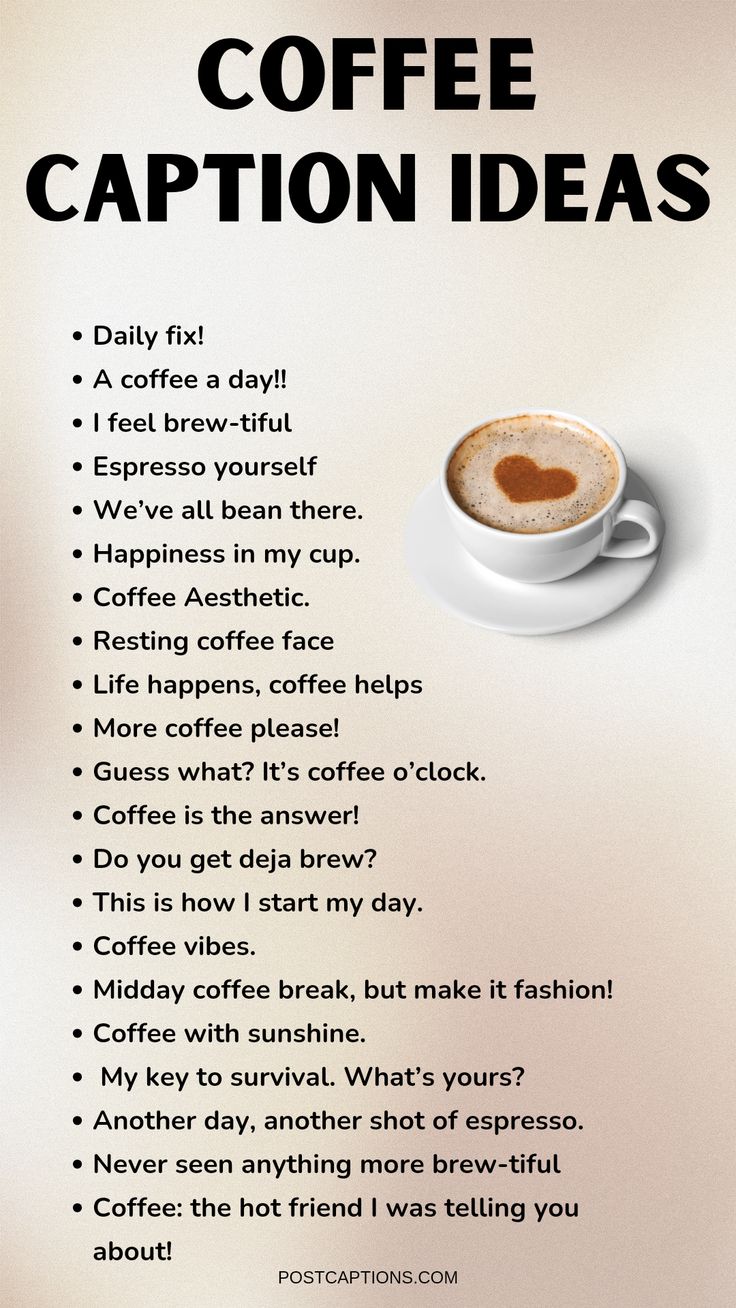 COFFEE
CAPTION IDEAS
• Daily fix!
• A coffee a day!!
• I feel brew-tiful
• Espresso yourself
• We’ve all bean there.
• Happiness in my cup.
• Coffee Aesthetic.
• Resting coffee face
• Life happens, coffee helps
• More coffee please!
• Guess what? It’s coffee o’clock.
• Coffee is the answer!
• Do you get deja brew?
• This is how I start my day.
• Coffee vibes.
• Midday coffee break, but make it fashion!
• Coffee with sunshine.
• My key to survival. What’s yours?
• Another day, another shot of espresso.
• Never seen anything more brew-tiful
• Coffee: the hot friend I was telling you
about!
POSTCAPTIONS.COM